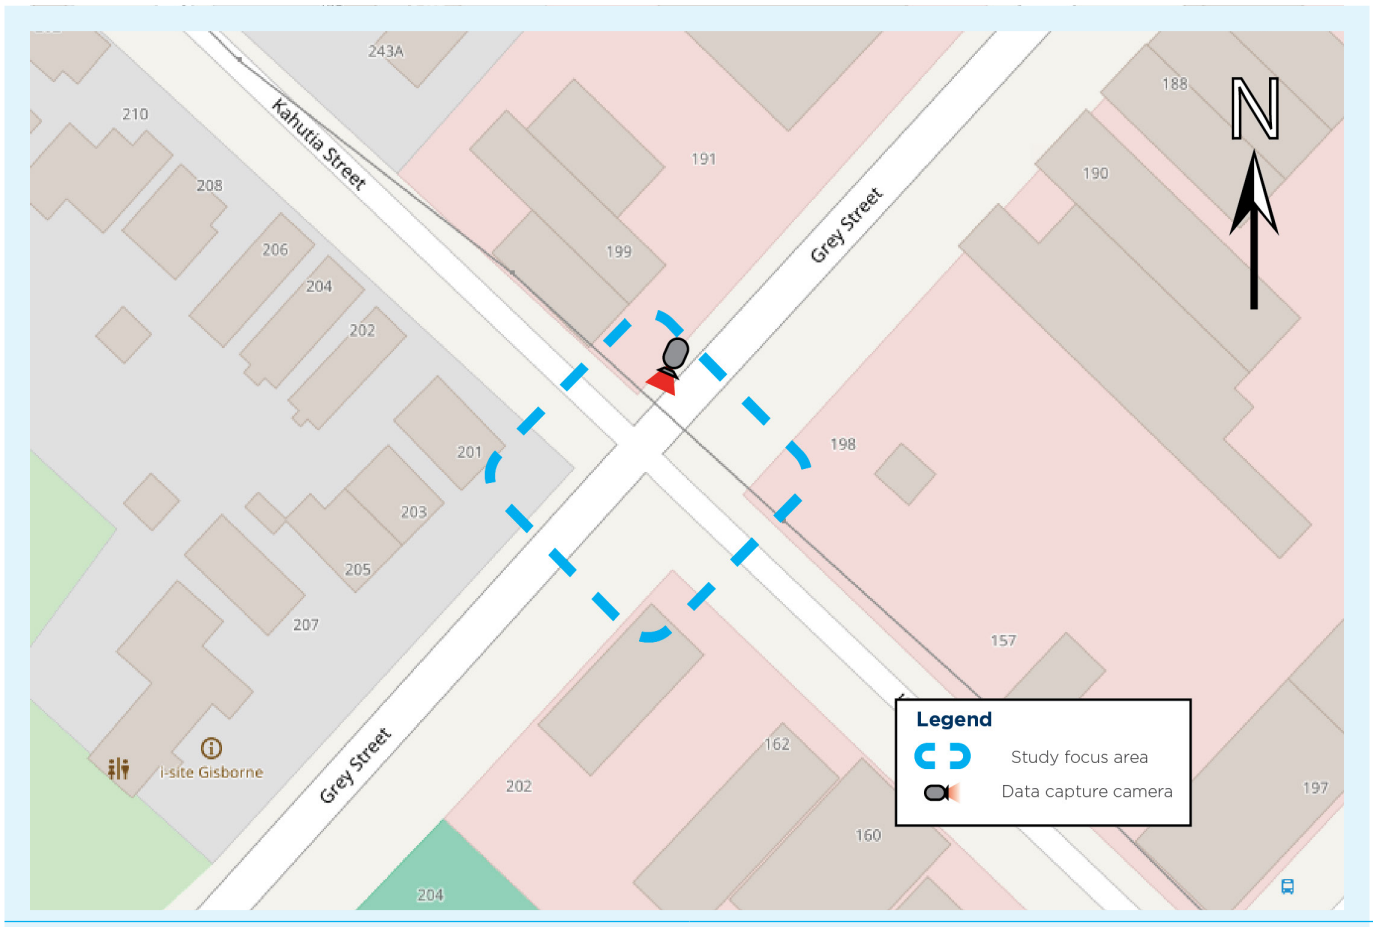 243A
188
N
210
191
190
Kahutia Street
208
Grey Street
206
199
204
202
198
201
203
205
207
157
Legend
Study focus area
Data capture camera
162
Grey Street
i-site Gisborne
202
197
160
204